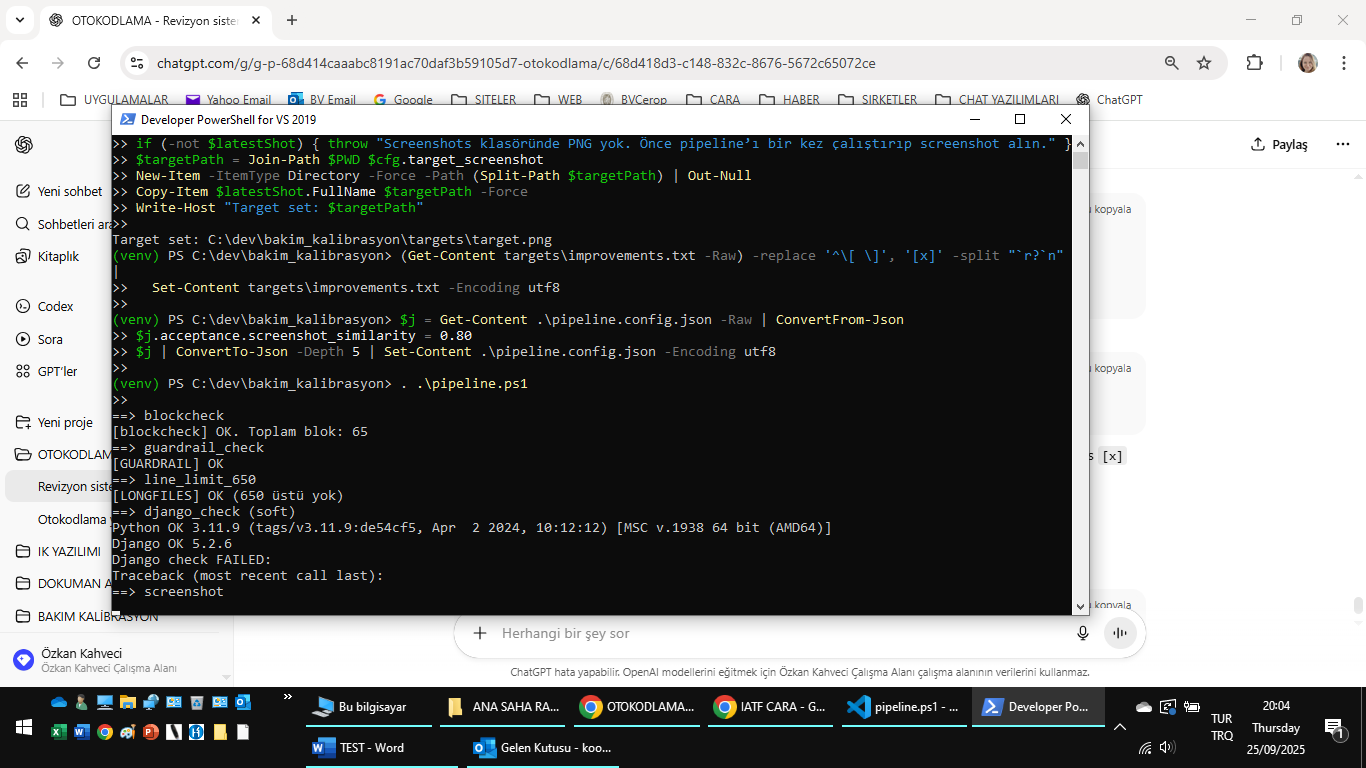 OTOKODLAMA - Revizyon siste
chatgpt.com/g/g-p-68d414caaabc8191ac70daf3b59105d7-otokodlama/c/68d418d3-c148-832c-8676-5672c65072ce
UYGULAMALAR
Yahoo Email
BV Email
Google
SITELER
WEB
BVCerop
CARA
HABER
SIRKETLER
CHAT YAZILIMLARI
ChatGPT
Developer PowerShell for VS 2019
>> if (-not $latestShot) { throw "Screenshots klasöründe PNG yok. Önce pipeline’ı bir kez çalıştırıp screenshot alın." }
>> $targetPath = Join-Path $PWD $cfg.target_screenshot
>> New-Item -ItemType Directory -Force -Path (Split-Path $targetPath) | Out-Null
>> Copy-Item $latestShot.FullName $targetPath -Force
>> Write-Host "Target set: $targetPath"
>>
Target set: C:\dev\bakim_kalibrasyon\targets\target.png
(venv) PS C:\dev\bakim_kalibrasyon> (Get-Content targets\improvements.txt -Raw) -replace '^\[ \]', '[x]' -split "`r?`n"
|
>>   Set-Content targets\improvements.txt -Encoding utf8
>>
(venv) PS C:\dev\bakim_kalibrasyon> $j = Get-Content .\pipeline.config.json -Raw | ConvertFrom-Json
>> $j.acceptance.screenshot_similarity = 0.80
>> $j | ConvertTo-Json -Depth 5 | Set-Content .\pipeline.config.json -Encoding utf8
>>
(venv) PS C:\dev\bakim_kalibrasyon> . .\pipeline.ps1
>>
==> blockcheck
[blockcheck] OK. Toplam blok: 65
==> guardrail_check
[GUARDRAIL] OK
==> line_limit_650
[LONGFILES] OK (650 üstü yok)
==> django_check (soft)
Python OK 3.11.9 (tags/v3.11.9:de54cf5, Apr  2 2024, 10:12:12) [MSC v.1938 64 bit (AMD64)]
Django OK 5.2.6
Django check FAILED:
Traceback (most recent call last):
==> screenshot
Yeni sohbet
Sohbetleri ara
Kitaplık
Codex
Sora
GPT'ler
Yeni proje
OTOKODLAM
Revizyon siste
Otokodlama y
IK YAZILIMI
DOKUMAN A
BAKIM KALİBRASYON
Özkan Kahveci
Özkan Kahveci Çalışma Alanı
Paylaş
kopyala
kopyala
s [x]
kopyala
Herhangi bir şey sor
ChatGPT hata yapabilir. OpenAI modellerini eğitmek için Özkan Kahveci Çalışma Alanı çalışma alanının verilerini kullanmaz.
Bu bilgisayar
ANA SAHA RA...
OTOKODLAMA...
IATF CARA - G...
pipeline.ps1 - ...
Developer Po...
TEST - Word
Gelen Kutusu - koo...
TUR
TRQ
20:04
Thursday
25/09/2025
1